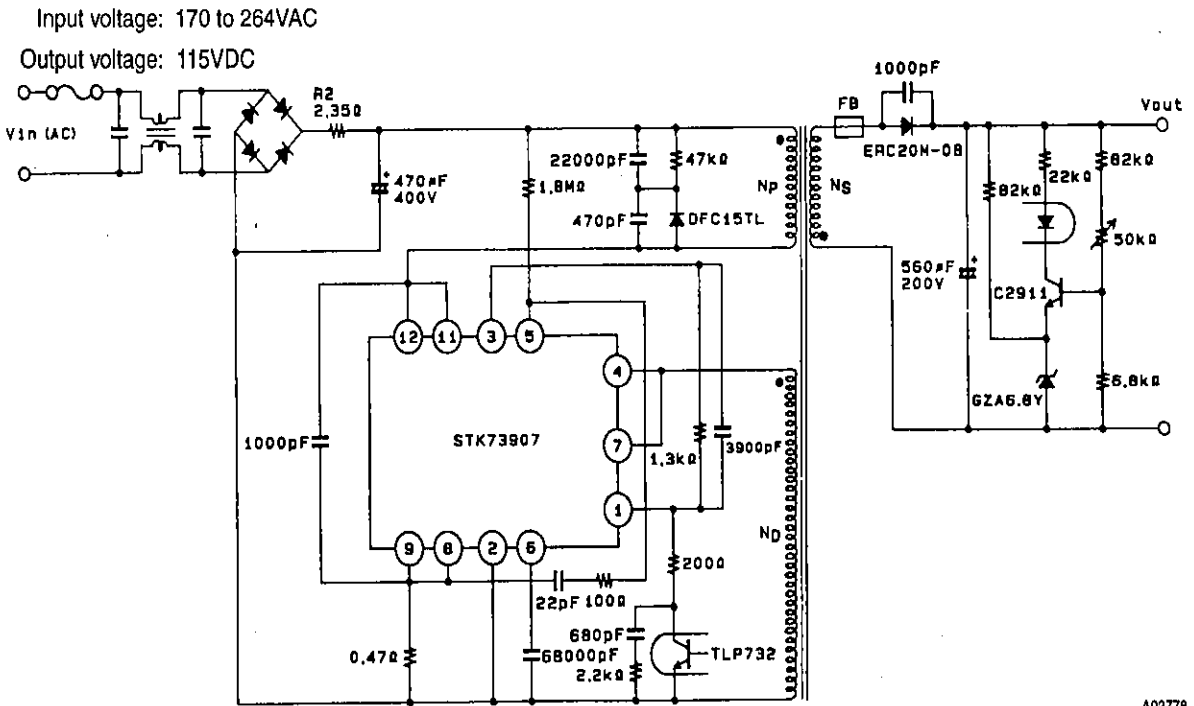 Input voltage: 170 to 264VAC
Output voltage: 115VDC
R2
2,35Ω
Vin (AC)
470μF
400V
22000pF
47kΩ
1,8MΩ
470pF
DFC15TL
NP
NS
FB
1000pF
ERC20M-08
Vout
82kΩ
22kΩ
82kΩ
50kΩ
560μF
200V
C2911
GZA6.8Y
6,8kΩ
12
11
3
5
4
7
1
9
8
2
6
STK73907
1000pF
1,3kΩ
3900pF
ND
200Ω
22pF
100Ω
0,47Ω
68000pF
680pF
2,2kΩ
TLP732
A02778